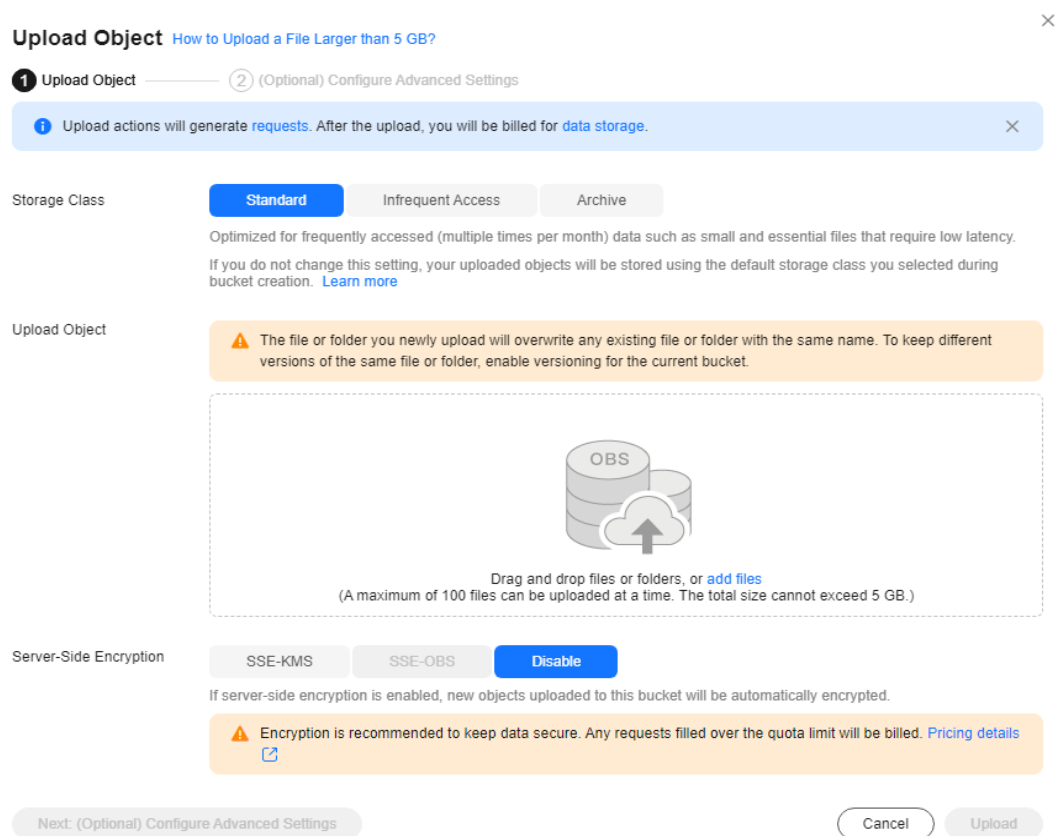 Upload Object How to Upload a File Larger than 5 GB?
1 Upload Object 2 (Optional) Configure Advanced Settings
Upload actions will generate requests. After the upload, you will be billed for data storage.
Storage Class Standard Infrequent Access Archive
Optimized for frequently accessed (multiple times per month) data such as small and essential files that require low latency.
If you do not change this setting, your uploaded objects will be stored using the default storage class you selected during
bucket creation. Learn more
Upload Object
The file or folder you newly upload will overwrite any existing file or folder with the same name. To keep different
versions of the same file or folder, enable versioning for the current bucket.
OBS
Drag and drop files or folders, or add files
(A maximum of 100 files can be uploaded at a time. The total size cannot exceed 5 GB.)
Server-Side Encryption SSE-KMS SSE-OBS Disable
If server-side encryption is enabled, new objects uploaded to this bucket will be automatically encrypted.
Encryption is recommended to keep data secure. Any requests filled over the quota limit will be billed. Pricing details
Next: (Optional) Configure Advanced Settings Cancel Upload